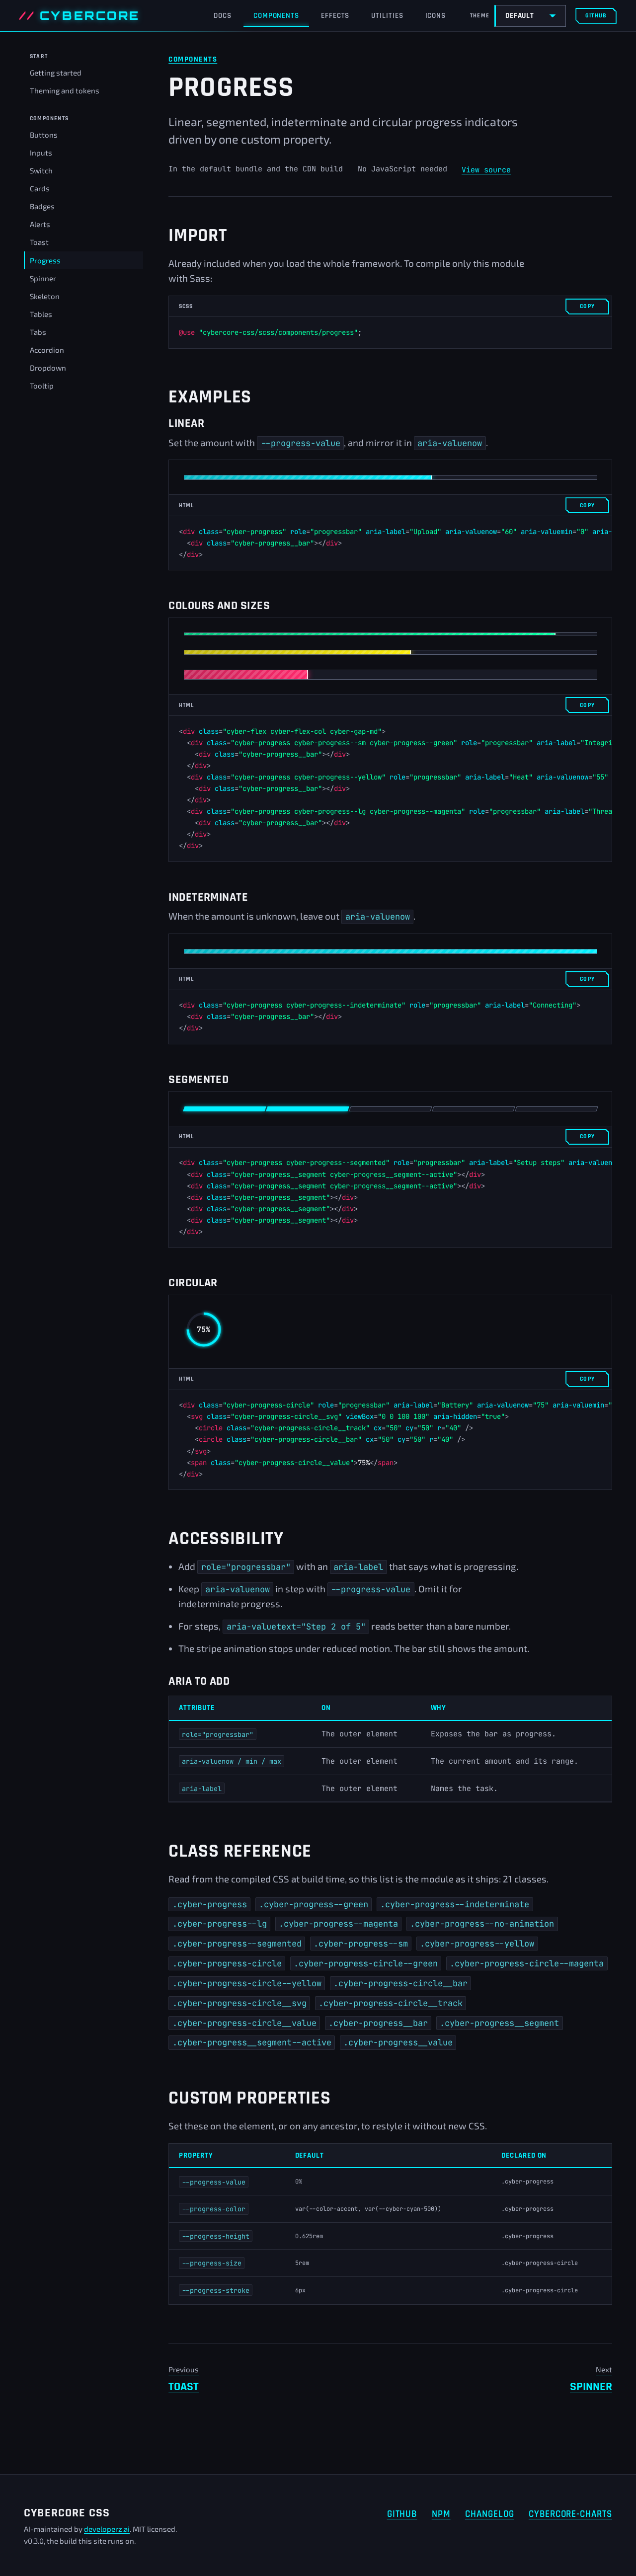 // CYBERCORE
DOCS COMPONENTS EFFECTS UTILITIES ICONS THEME DEFAULT GITHUB
START
Getting started
Theming and tokens
COMPONENTS
Buttons
Inputs
Switch
Cards
Badges
Alerts
Toast
Progress
Spinner
Skeleton
Tables
Tabs
Accordion
Dropdown
Tooltip
COMPONENTS
PROGRESS
Linear, segmented, indeterminate and circular progress indicators
driven by one custom property.
In the default bundle and the CDN build No JavaScript needed View source
IMPORT
Already included when you load the whole framework. To compile only this module
with Sass:
SCSS COPY
@use "cybercore-css/scss/components/progress";
EXAMPLES
LINEAR
Set the amount with --progress-value, and mirror it in aria-valuenow.
HTML COPY
<div class="cyber-progress" role="progressbar" aria-label="Upload" aria-valuenow="60" aria-valuemin="0" aria-
<div class="cyber-progress__bar"></div>
</div>
COLOURS AND SIZES
HTML COPY
<div class="cyber-flex cyber-flex-col cyber-gap-md">
<div class="cyber-progress cyber-progress--sm cyber-progress--green" role="progressbar" aria-label="Integri
<div class="cyber-progress__bar"></div>
</div>
<div class="cyber-progress cyber-progress--yellow" role="progressbar" aria-label="Heat" aria-valuenow="55"
<div class="cyber-progress__bar"></div>
</div>
<div class="cyber-progress cyber-progress--lg cyber-progress--magenta" role="progressbar" aria-label="Threa
<div class="cyber-progress__bar"></div>
</div>
</div>
INDETERMINATE
When the amount is unknown, leave out aria-valuenow.
HTML COPY
<div class="cyber-progress cyber-progress--indeterminate" role="progressbar" aria-label="Connecting">
<div class="cyber-progress__bar"></div>
</div>
SEGMENTED
HTML COPY
<div class="cyber-progress cyber-progress--segmented" role="progressbar" aria-label="Setup steps" aria-valuen
<div class="cyber-progress__segment cyber-progress__segment--active"></div>
<div class="cyber-progress__segment cyber-progress__segment--active"></div>
<div class="cyber-progress__segment"></div>
<div class="cyber-progress__segment"></div>
<div class="cyber-progress__segment"></div>
</div>
CIRCULAR
75%
HTML COPY
<div class="cyber-progress-circle" role="progressbar" aria-label="Battery" aria-valuenow="75" aria-valuemin="
<svg class="cyber-progress-circle__svg" viewBox="0 0 100 100" aria-hidden="true">
<circle class="cyber-progress-circle__track" cx="50" cy="50" r="40" />
<circle class="cyber-progress-circle__bar" cx="50" cy="50" r="40" />
</svg>
<span class="cyber-progress-circle__value">75%</span>
</div>
ACCESSIBILITY
• Add role="progressbar" with an aria-label that says what is progressing.
• Keep aria-valuenow in step with --progress-value. Omit it for
indeterminate progress.
• For steps, aria-valuetext="Step 2 of 5" reads better than a bare number.
• The stripe animation stops under reduced motion. The bar still shows the amount.
ARIA TO ADD
ATTRIBUTE ON WHY
role="progressbar" The outer element Exposes the bar as progress.
aria-valuenow / min / max The outer element The current amount and its range.
aria-label The outer element Names the task.
CLASS REFERENCE
Read from the compiled CSS at build time, so this list is the module as it ships: 21 classes.
.cyber-progress .cyber-progress--green .cyber-progress--indeterminate
.cyber-progress--lg .cyber-progress--magenta .cyber-progress--no-animation
.cyber-progress--segmented .cyber-progress--sm .cyber-progress--yellow
.cyber-progress-circle .cyber-progress-circle--green .cyber-progress-circle--magenta
.cyber-progress-circle--yellow .cyber-progress-circle__bar
.cyber-progress-circle__svg .cyber-progress-circle__track
.cyber-progress-circle__value .cyber-progress__bar .cyber-progress__segment
.cyber-progress__segment--active .cyber-progress__value
CUSTOM PROPERTIES
Set these on the element, or on any ancestor, to restyle it without new CSS.
PROPERTY DEFAULT DECLARED ON
--progress-value 0% .cyber-progress
--progress-color var(--color-accent, var(--cyber-cyan-500)) .cyber-progress
--progress-height 0.625rem .cyber-progress
--progress-size 5rem .cyber-progress-circle
--progress-stroke 6px .cyber-progress-circle
Previous Next
TOAST SPINNER
CYBERCORE CSS
AI-maintained by developerz.ai. MIT licensed.
v0.3.0, the build this site runs on.
GITHUB NPM CHANGELOG CYBERCORE-CHARTS